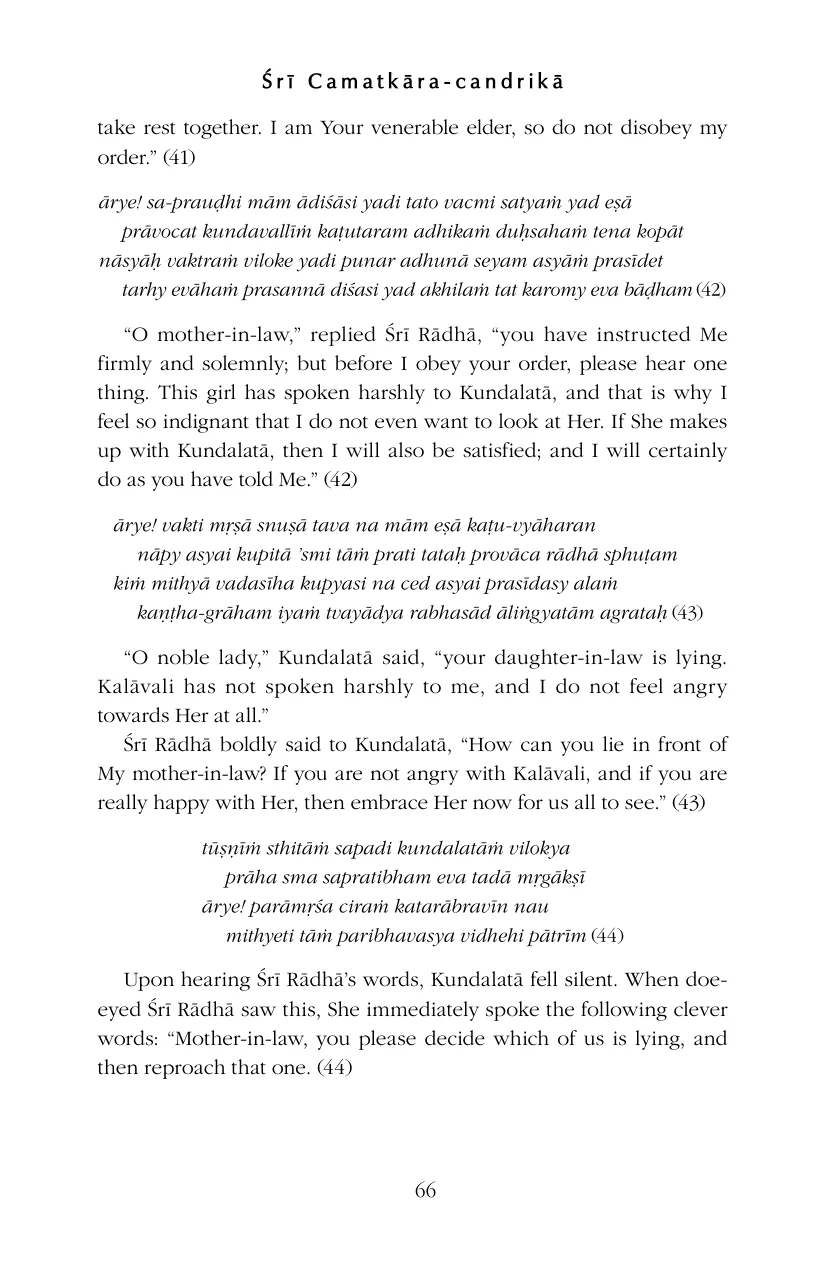 Śrī Camatkāra-candrikā
take rest together. I am Your venerable elder, so do not disobey my
order.” (41)
ārye! sa-prauḍhi mām ādiśāsi yadi tato vacmi satyaṁ yad eṣā
prāvocat kundavallīṁ kaṭutaram adhikaṁ duḥsahaṁ tena kopāt
nāsyāḥ vaktraṁ viloke yadi punar adhunā seyam asyāṁ prasīdet
tarhy evāhaṁ prasannā diśasi yad akhilaṁ tat karomy eva bāḍham (42)
“O mother-in-law,” replied Śrī Rādhā, “you have instructed Me
firmly and solemnly; but before I obey your order, please hear one
thing. This girl has spoken harshly to Kundalatā, and that is why I
feel so indignant that I do not even want to look at Her. If She makes
up with Kundalatā, then I will also be satisfied; and I will certainly
do as you have told Me.” (42)
ārye! vakti mṛṣā snuṣā tava na mām eṣā kaṭu-vyāharan
nāpy asyai kupitā ’smi tāṁ prati tataḥ provāca rādhā sphuṭam
kiṁ mithyā vadasīha kupyasi na ced asyai prasīdasy alaṁ
kaṇṭha-grāham iyaṁ tvayādya rabhasād āliṅgyatām agrataḥ (43)
“O noble lady,” Kundalatā said, “your daughter-in-law is lying.
Kalāvali has not spoken harshly to me, and I do not feel angry
towards Her at all.”
Śrī Rādhā boldly said to Kundalatā, “How can you lie in front of
My mother-in-law? If you are not angry with Kalāvali, and if you are
really happy with Her, then embrace Her now for us all to see.” (43)
tūṣṇīṁ sthitāṁ sapadi kundalatāṁ vilokya
prāha sma sapratibham eva tadā mṛgākṣī
ārye! parāmṛśa ciraṁ katarābravīn nau
mithyeti tāṁ paribhavasya vidhehi pātrīm (44)
Upon hearing Śrī Rādhā’s words, Kundalatā fell silent. When doe-
eyed Śrī Rādhā saw this, She immediately spoke the following clever
words: “Mother-in-law, you please decide which of us is lying, and
then reproach that one. (44)
66